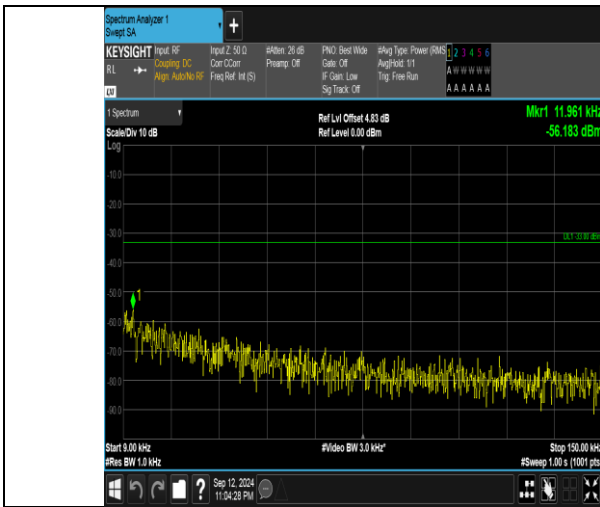 Spectrum Analyzer 1
Swept SA
+
KEYSIGHT Input: RF Input Z: 50 Ω #Atten: 26 dB PNO: Best Wide #Avg Type: Power (RMS 1 2 3 4 5 6
RL Coupling: DC Corr CCorr Preamp: Off Gate: Off Avg|Hold: 1/1 A W W W W W
Align: Auto/No RF Freq Ref: Int (S) IF Gain: Low Trig: Free Run
LXI Sig Track: Off A A A A A A
1 Spectrum Ref Lvl Offset 4.83 dB Mkr1 11.961 kHz
Scale/Div 10 dB Ref Level 0.00 dBm -56.183 dBm
Log
-10.0
-20.0
-30.0
DL1 -33.00 dBm
-40.0
-50.0
1
-60.0
-70.0
-80.0
-90.0
Start 9.00 kHz #Video BW 3.0 kHz* Stop 150.00 kHz
#Res BW 1.0 kHz #Sweep 1.00 s (1001 pts
? Sep 12, 2024
11:04:28 PM